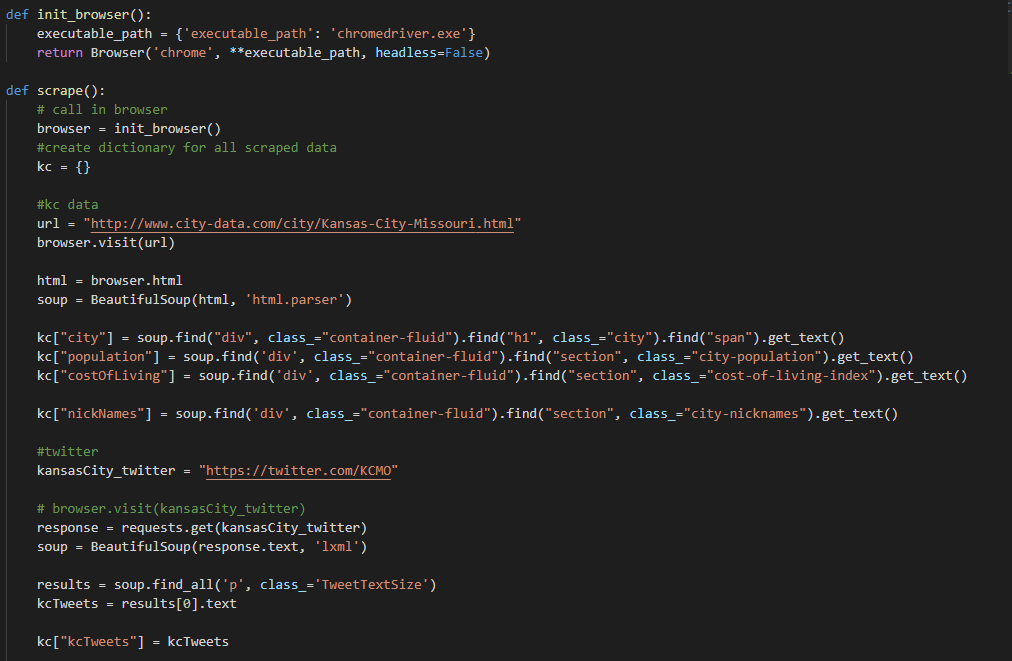 def init_browser():
    executable_path = {'executable_path': 'chromedriver.exe'}
    return Browser('chrome', **executable_path, headless=False)

def scrape():
    # call in browser
    browser = init_browser()
    #create dictionary for all scraped data
    kc = {}

    #kc data
    url = "http://www.city-data.com/city/Kansas-City-Missouri.html"
    browser.visit(url)

    html = browser.html
    soup = BeautifulSoup(html, 'html.parser')

    kc["city"] = soup.find("div", class_="container-fluid").find("h1", class_="city").find("span").get_text()
    kc["population"] = soup.find('div', class_="container-fluid").find("section", class_="city-population").get_text()
    kc["costOfLiving"] = soup.find('div', class_="container-fluid").find("section", class_="cost-of-living-index").get_text()

    kc["nickNames"] = soup.find('div', class_="container-fluid").find("section", class_="city-nicknames").get_text()

    #twitter
    kansasCity_twitter = "https://twitter.com/KCMO"

    # browser.visit(kansasCity_twitter)
    response = requests.get(kansasCity_twitter)
    soup = BeautifulSoup(response.text, 'lxml')

    results = soup.find_all('p', class_='TweetTextSize')
    kcTweets = results[0].text

    kc["kcTweets"] = kcTweets